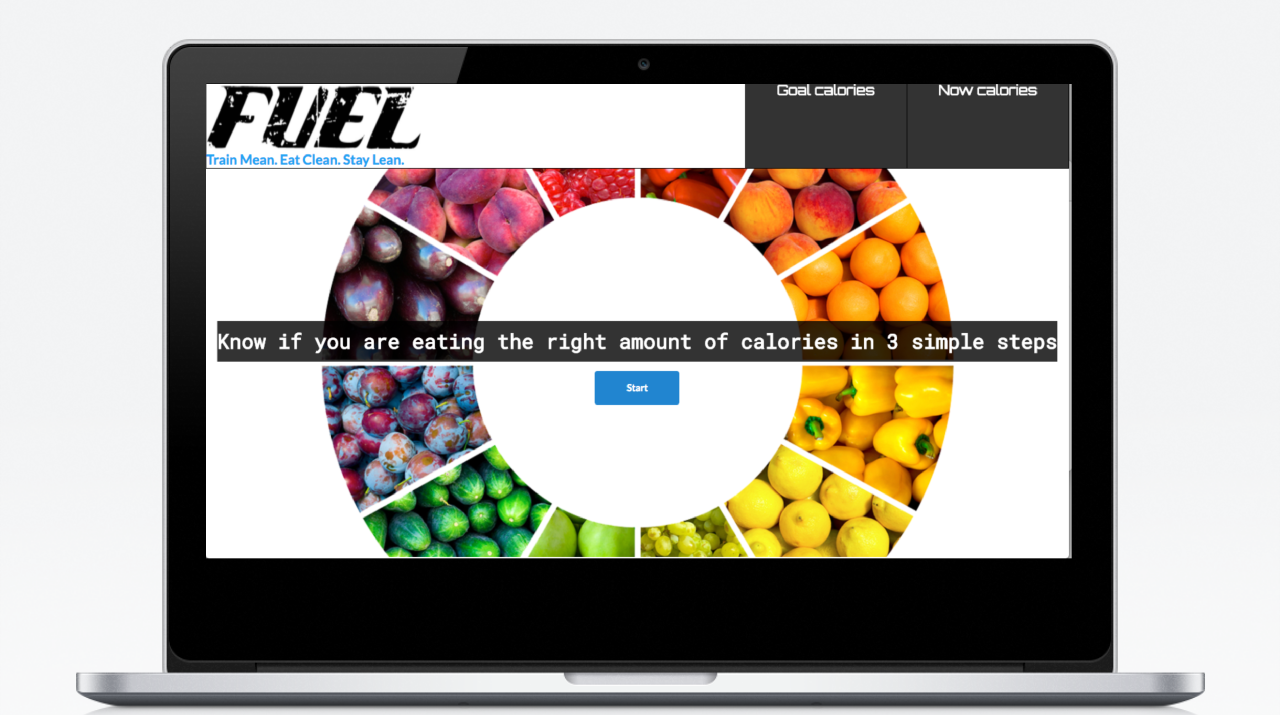 FUEL
Train Mean. Eat Clean. Stay Lean.
Goal calories
Now calories
Know if you are eating the right amount of calories in 3 simple steps
Start